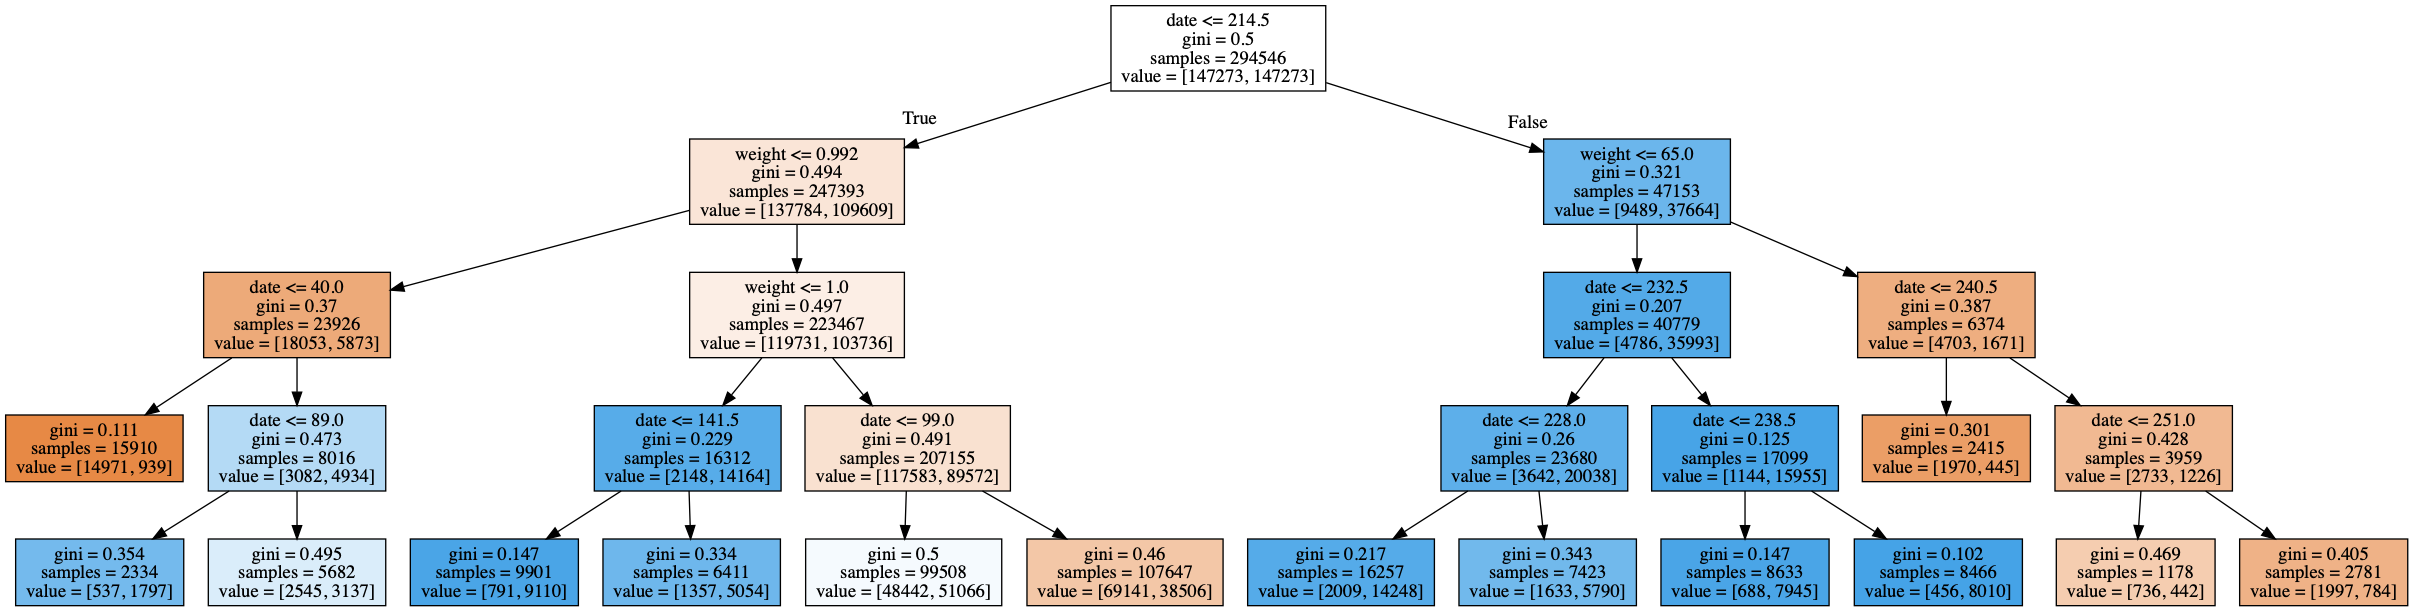 date <= 214.5
gini = 0.5
samples = 294546
value = [147273, 147273]
True
False
weight <= 0.992
gini = 0.494
samples = 247393
value = [137784, 109609]
weight <= 65.0
gini = 0.321
samples = 47153
value = [9489, 37664]
date <= 40.0
gini = 0.37
samples = 23926
value = [18053, 5873]
weight <= 1.0
gini = 0.497
samples = 223467
value = [119731, 103736]
date <= 232.5
gini = 0.207
samples = 40779
value = [4786, 35993]
date <= 240.5
gini = 0.387
samples = 6374
value = [4703, 1671]
gini = 0.111
samples = 15910
value = [14971, 939]
date <= 89.0
gini = 0.473
samples = 8016
value = [3082, 4934]
date <= 141.5
gini = 0.229
samples = 16312
value = [2148, 14164]
date <= 99.0
gini = 0.491
samples = 207155
value = [117583, 89572]
date <= 228.0
gini = 0.26
samples = 23680
value = [3642, 20038]
date <= 238.5
gini = 0.125
samples = 17099
value = [1144, 15955]
gini = 0.301
samples = 2415
value = [1970, 445]
date <= 251.0
gini = 0.428
samples = 3959
value = [2733, 1226]
gini = 0.354
samples = 2334
value = [537, 1797]
gini = 0.495
samples = 5682
value = [2545, 3137]
gini = 0.147
samples = 9901
value = [791, 9110]
gini = 0.334
samples = 6411
value = [1357, 5054]
gini = 0.5
samples = 99508
value = [48442, 51066]
gini = 0.46
samples = 107647
value = [69141, 38506]
gini = 0.217
samples = 16257
value = [2009, 14248]
gini = 0.343
samples = 7423
value = [1633, 5790]
gini = 0.147
samples = 8633
value = [688, 7945]
gini = 0.102
samples = 8466
value = [456, 8010]
gini = 0.469
samples = 1178
value = [736, 442]
gini = 0.405
samples = 2781
value = [1997, 784]